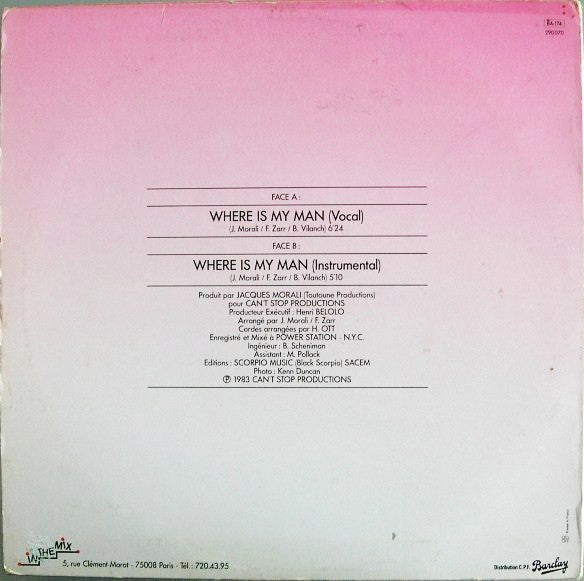 BA 174
290.070
FACE A :
WHERE IS MY MAN (Vocal)
(J. Morali / F. Zarr / B. Vilanch) 6'24
FACE B :
WHERE IS MY MAN (Instrumental)
(J. Morali / F. Zarr / B. Vilanch) 5'10
Produit par JACQUES MORALI (Toutoune Productions)
pour CAN'T STOP PRODUCTIONS
Producteur Exécutif : Henri BELOLO
Arrangé par J. Morali / F. Zarr
Cordes arrangées par H. OTT
Enregistré et Mixé à POWER STATION - N.Y.C.
Ingénieur : B. Scheniman
Assistant : M. Pollack
Editions : SCORPIO MUSIC (Black Scorpio) SACEM
Photo : Kenn Duncan
℗ 1983 CAN'T STOP PRODUCTIONS
IN THE MIX
5, rue Clément-Marot - 75008 Paris - Tél. : 720.43.95
Distribution C.P.F. Barclay